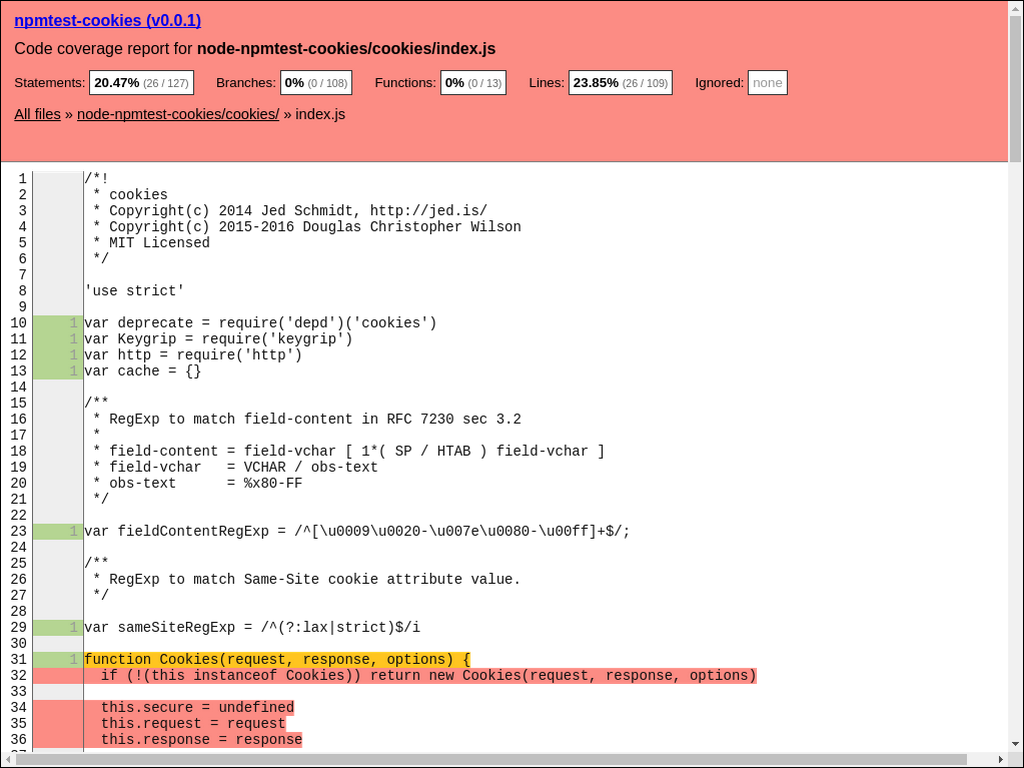 npmtest-cookies (v0.0.1)
Code coverage report for node-npmtest-cookies/cookies/index.js
Statements: 20.47% (26 / 127) Branches: 0% (0 / 108) Functions: 0% (0 / 13) Lines: 23.85% (26 / 109) Ignored: none
All files » node-npmtest-cookies/cookies/ » index.js
1 /*!
2  * cookies
3  * Copyright(c) 2014 Jed Schmidt, http://jed.is/
4  * Copyright(c) 2015-2016 Douglas Christopher Wilson
5  * MIT Licensed
6  */
7
8 'use strict'
9
10 1 var deprecate = require('depd')('cookies')
11 1 var Keygrip = require('keygrip')
12 1 var http = require('http')
13 1 var cache = {}
14
15 /**
16  * RegExp to match field-content in RFC 7230 sec 3.2
17  *
18  * field-content = field-vchar [ 1*( SP / HTAB ) field-vchar ]
19  * field-vchar   = VCHAR / obs-text
20  * obs-text      = %x80-FF
21  */
22
23 1 var fieldContentRegExp = /^[\u0009\u0020-\u007e\u0080-\u00ff]+$/;
24
25 /**
26  * RegExp to match Same-Site cookie attribute value.
27  */
28
29 1 var sameSiteRegExp = /^(?:lax|strict)$/i
30
31 1 function Cookies(request, response, options) {
32   if (!(this instanceof Cookies)) return new Cookies(request, response, options)
33
34   this.secure = undefined
35   this.request = request
36   this.response = response